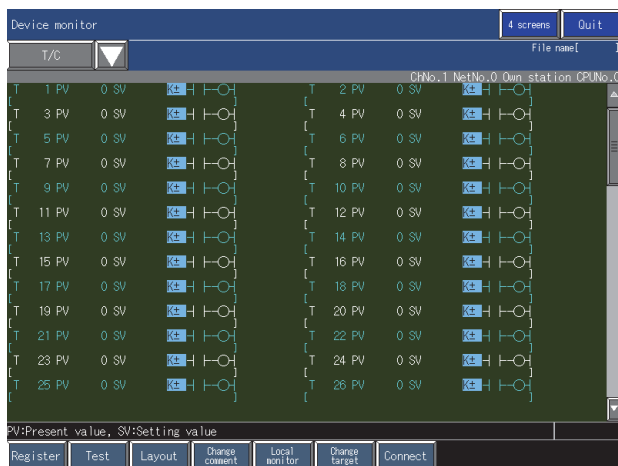 Device monitor 4 screens Quit
T/C File name[ ]
ChNo.1 NetNo.0 Own station CPUNo.0
T 1 PV 0 SV K± T 2 PV 0 SV K±
[ ] [ ]
T 3 PV 0 SV K± T 4 PV 0 SV K±
[ ] [ ]
T 5 PV 0 SV K± T 6 PV 0 SV K±
[ ] [ ]
T 7 PV 0 SV K± T 8 PV 0 SV K±
[ ] [ ]
T 9 PV 0 SV K± T 10 PV 0 SV K±
[ ] [ ]
T 11 PV 0 SV K± T 12 PV 0 SV K±
[ ] [ ]
T 13 PV 0 SV K± T 14 PV 0 SV K±
[ ] [ ]
T 15 PV 0 SV K± T 16 PV 0 SV K±
[ ] [ ]
T 17 PV 0 SV K± T 18 PV 0 SV K±
[ ] [ ]
T 19 PV 0 SV K± T 20 PV 0 SV K±
[ ] [ ]
T 21 PV 0 SV K± T 22 PV 0 SV K±
[ ] [ ]
T 23 PV 0 SV K± T 24 PV 0 SV K±
[ ] [ ]
T 25 PV 0 SV K± T 26 PV 0 SV K±
[ ] [ ]
PV:Present value, SV:Setting value
Register Test Layout Change comment Local monitor Change target Connect